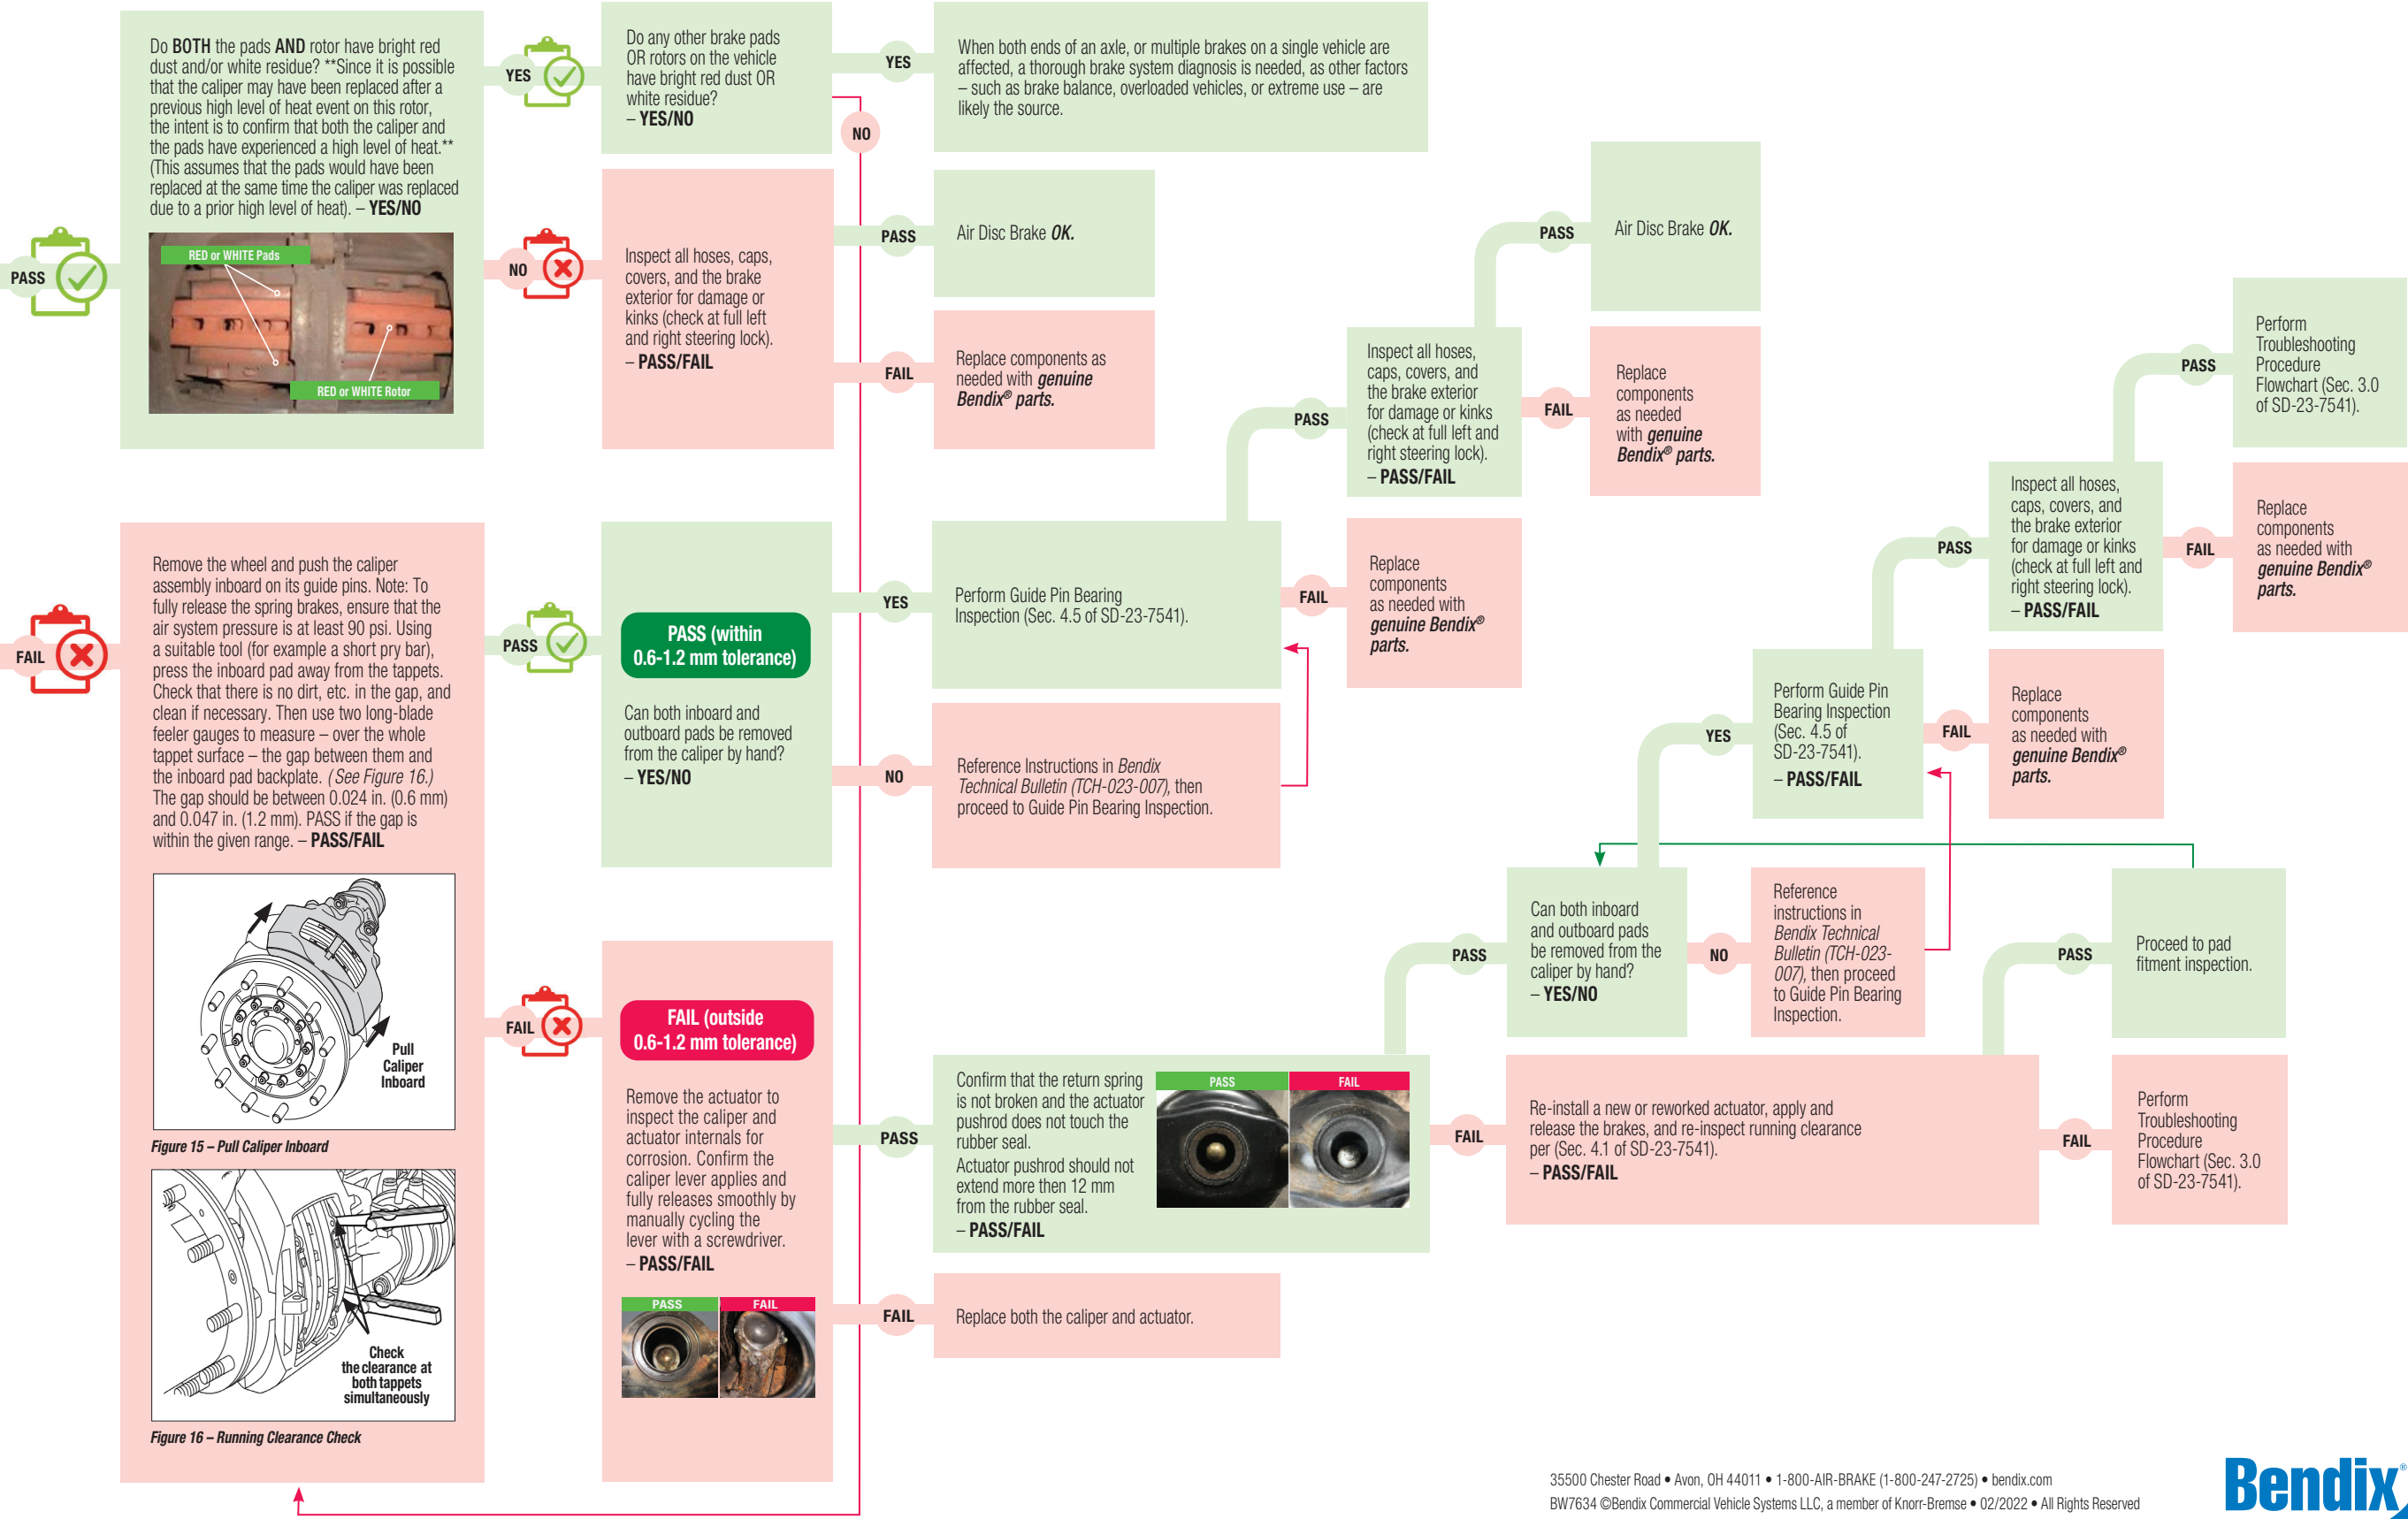 PASS
Do BOTH the pads AND rotor have bright red
dust and/or white residue? **Since it is possible
that the caliper may have been replaced after a
previous high level of heat event on this rotor,
the intent is to confirm that both the caliper and
the pads have experienced a high level of heat.**
(This assumes that the pads would have been
replaced at the same time the caliper was replaced
due to a prior high level of heat). – YES/NO
RED or WHITE Pads
RED or WHITE Rotor
YES
Do any other brake pads
OR rotors on the vehicle
have bright red dust OR
white residue?
– YES/NO
YES
When both ends of an axle, or multiple brakes on a single vehicle are
affected, a thorough brake system diagnosis is needed, as other factors
– such as brake balance, overloaded vehicles, or extreme use – are
likely the source.
NO
NO
Inspect all hoses, caps,
covers, and the brake
exterior for damage or
kinks (check at full left
and right steering lock).
– PASS/FAIL
PASS
Air Disc Brake OK.
FAIL
Replace components as
needed with genuine
Bendix® parts.
FAIL
Remove the wheel and push the caliper
assembly inboard on its guide pins. Note: To
fully release the spring brakes, ensure that the
air system pressure is at least 90 psi. Using
a suitable tool (for example a short pry bar),
press the inboard pad away from the tappets.
Check that there is no dirt, etc. in the gap, and
clean if necessary. Then use two long-blade
feeler gauges to measure – over the whole
tappet surface – the gap between them and
the inboard pad backplate. (See Figure 16.)
The gap should be between 0.024 in. (0.6 mm)
and 0.047 in. (1.2 mm). PASS if the gap is
within the given range. – PASS/FAIL
Pull
Caliper
Inboard
Figure 15 – Pull Caliper Inboard
Check
the clearance at
both tappets
simultaneously
Figure 16 – Running Clearance Check
PASS
PASS (within
0.6-1.2 mm tolerance)
Can both inboard and
outboard pads be removed
from the caliper by hand?
– YES/NO
YES
Perform Guide Pin Bearing
Inspection (Sec. 4.5 of SD-23-7541).
NO
Reference Instructions in Bendix
Technical Bulletin (TCH-023-007), then
proceed to Guide Pin Bearing Inspection.
PASS
Inspect all hoses,
caps, covers, and
the brake exterior
for damage or kinks
(check at full left and
right steering lock).
– PASS/FAIL
PASS
Air Disc Brake OK.
FAIL
Replace
components
as needed
with genuine
Bendix® parts.
FAIL
Replace
components
as needed with
genuine Bendix®
parts.
FAIL
FAIL (outside
0.6-1.2 mm tolerance)
Remove the actuator to
inspect the caliper and
actuator internals for
corrosion. Confirm the
caliper lever applies and
fully releases smoothly by
manually cycling the
lever with a screwdriver.
– PASS/FAIL
PASS
FAIL
PASS
Confirm that the return spring
is not broken and the actuator
pushrod does not touch the
rubber seal.
Actuator pushrod should not
extend more then 12 mm
from the rubber seal.
– PASS/FAIL
PASS
FAIL
FAIL
Replace both the caliper and actuator.
PASS
Can both inboard
and outboard pads
be removed from the
caliper by hand?
– YES/NO
YES
Perform Guide Pin
Bearing Inspection
(Sec. 4.5 of
SD-23-7541).
– PASS/FAIL
NO
Reference
instructions in
Bendix Technical
Bulletin (TCH-023-
007), then proceed
to Guide Pin Bearing
Inspection.
PASS
Inspect all hoses,
caps, covers, and
the brake exterior
for damage or kinks
(check at full left and
right steering lock).
– PASS/FAIL
PASS
Perform
Troubleshooting
Procedure
Flowchart (Sec. 3.0
of SD-23-7541).
FAIL
Replace
components
as needed with
genuine Bendix®
parts.
FAIL
Replace
components
as needed with
genuine Bendix®
parts.
FAIL
Re-install a new or reworked actuator, apply and
release the brakes, and re-inspect running clearance
per (Sec. 4.1 of SD-23-7541).
– PASS/FAIL
PASS
Proceed to pad
fitment inspection.
FAIL
Perform
Troubleshooting
Procedure
Flowchart (Sec. 3.0
of SD-23-7541).
35500 Chester Road • Avon, OH 44011 • 1-800-AIR-BRAKE (1-800-247-2725) • bendix.com
BW7634 ©Bendix Commercial Vehicle Systems LLC, a member of Knorr-Bremse • 02/2022 • All Rights Reserved
Bendix®